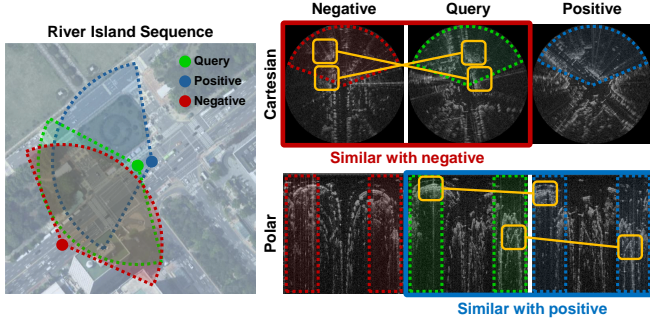 River Island Sequence
Query
Positive
Negative
Negative Query Positive
Cartesian
Similar with negative
Polar
Similar with positive